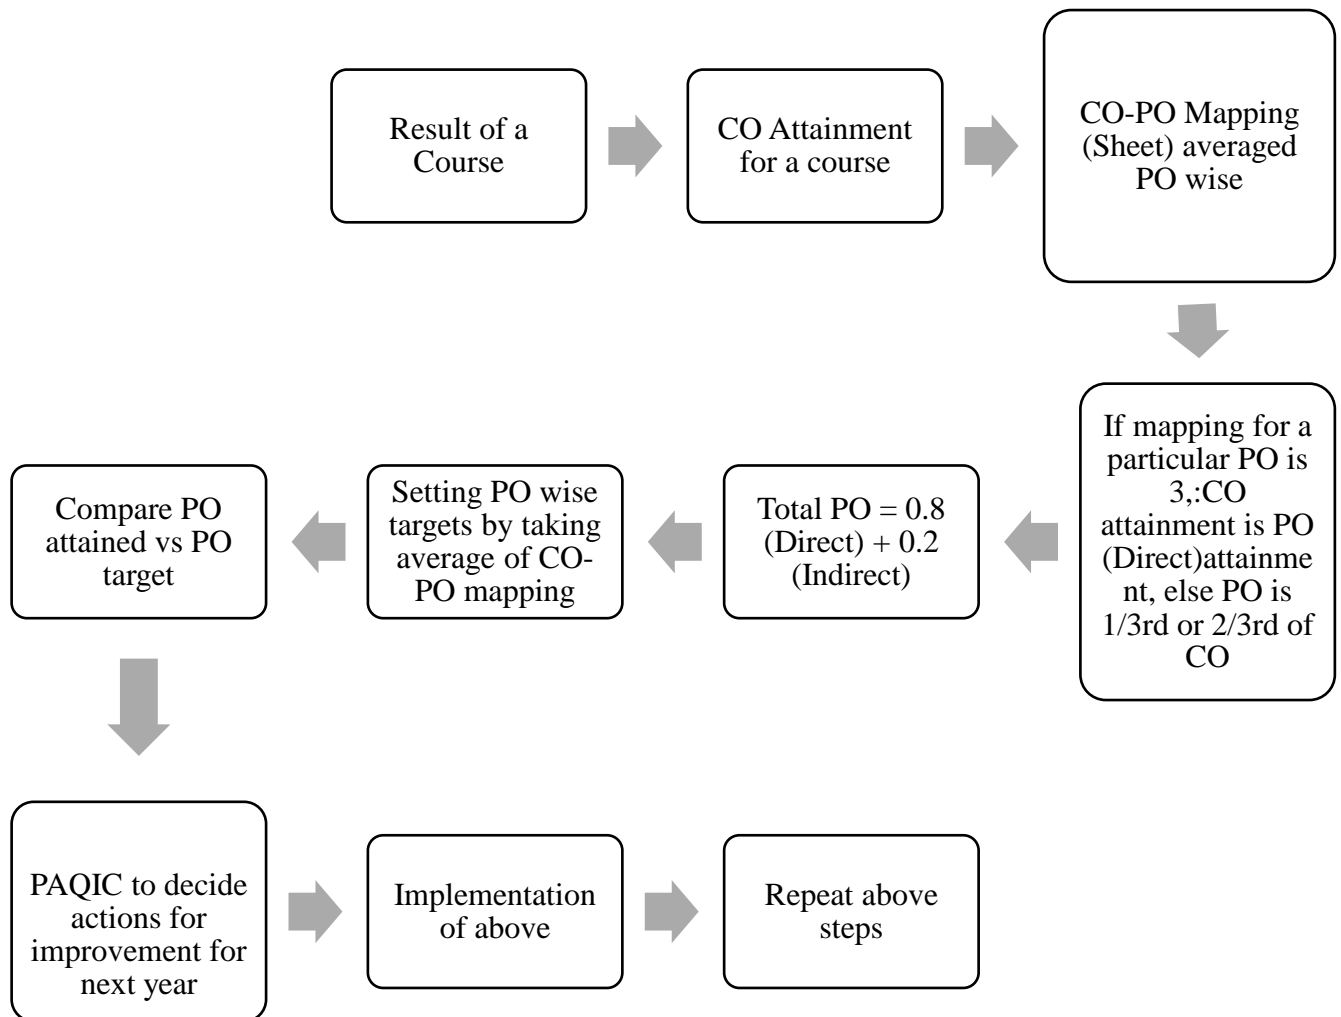 Result of a
Course
CO Attainment
for a course
CO-PO Mapping
(Sheet) averaged
PO wise
If mapping for a
particular PO is
3,:CO
attainment is PO
(Direct)attainme
nt, else PO is
1/3rd or 2/3rd of
CO
Total PO = 0.8
(Direct) + 0.2
(Indirect)
Setting PO wise
targets by taking
average of CO-
PO mapping
Compare PO
attained vs PO
target
PAQIC to decide
actions for
improvement for
next year
Implementation
of above
Repeat above
steps